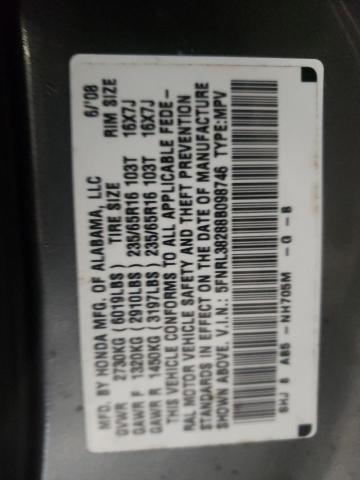 MFD. BY HONDA MFG. OF ALABAMA, LLC 6/'08
GVWR 2730KG (6019LBS) TIRE SIZE RIM SIZE
GAWR F 1320KG (2910LBS) 235/65R16 103T 16X7J
GAWR R 1450KG (3197LBS) 235/65R16 103T 16X7J
THIS VEHICLE CONFORMS TO ALL APPLICABLE FEDE-
RAL MOTOR VEHICLE SAFETY AND THEFT PREVENTION
STANDARDS IN EFFECT ON THE DATE OF MANUFACTURE
SHOWN ABOVE. V.I.N.: 5FNRL38288B098746 TYPE:MPV
SHJ 8 AB5 -NH705M - G - B